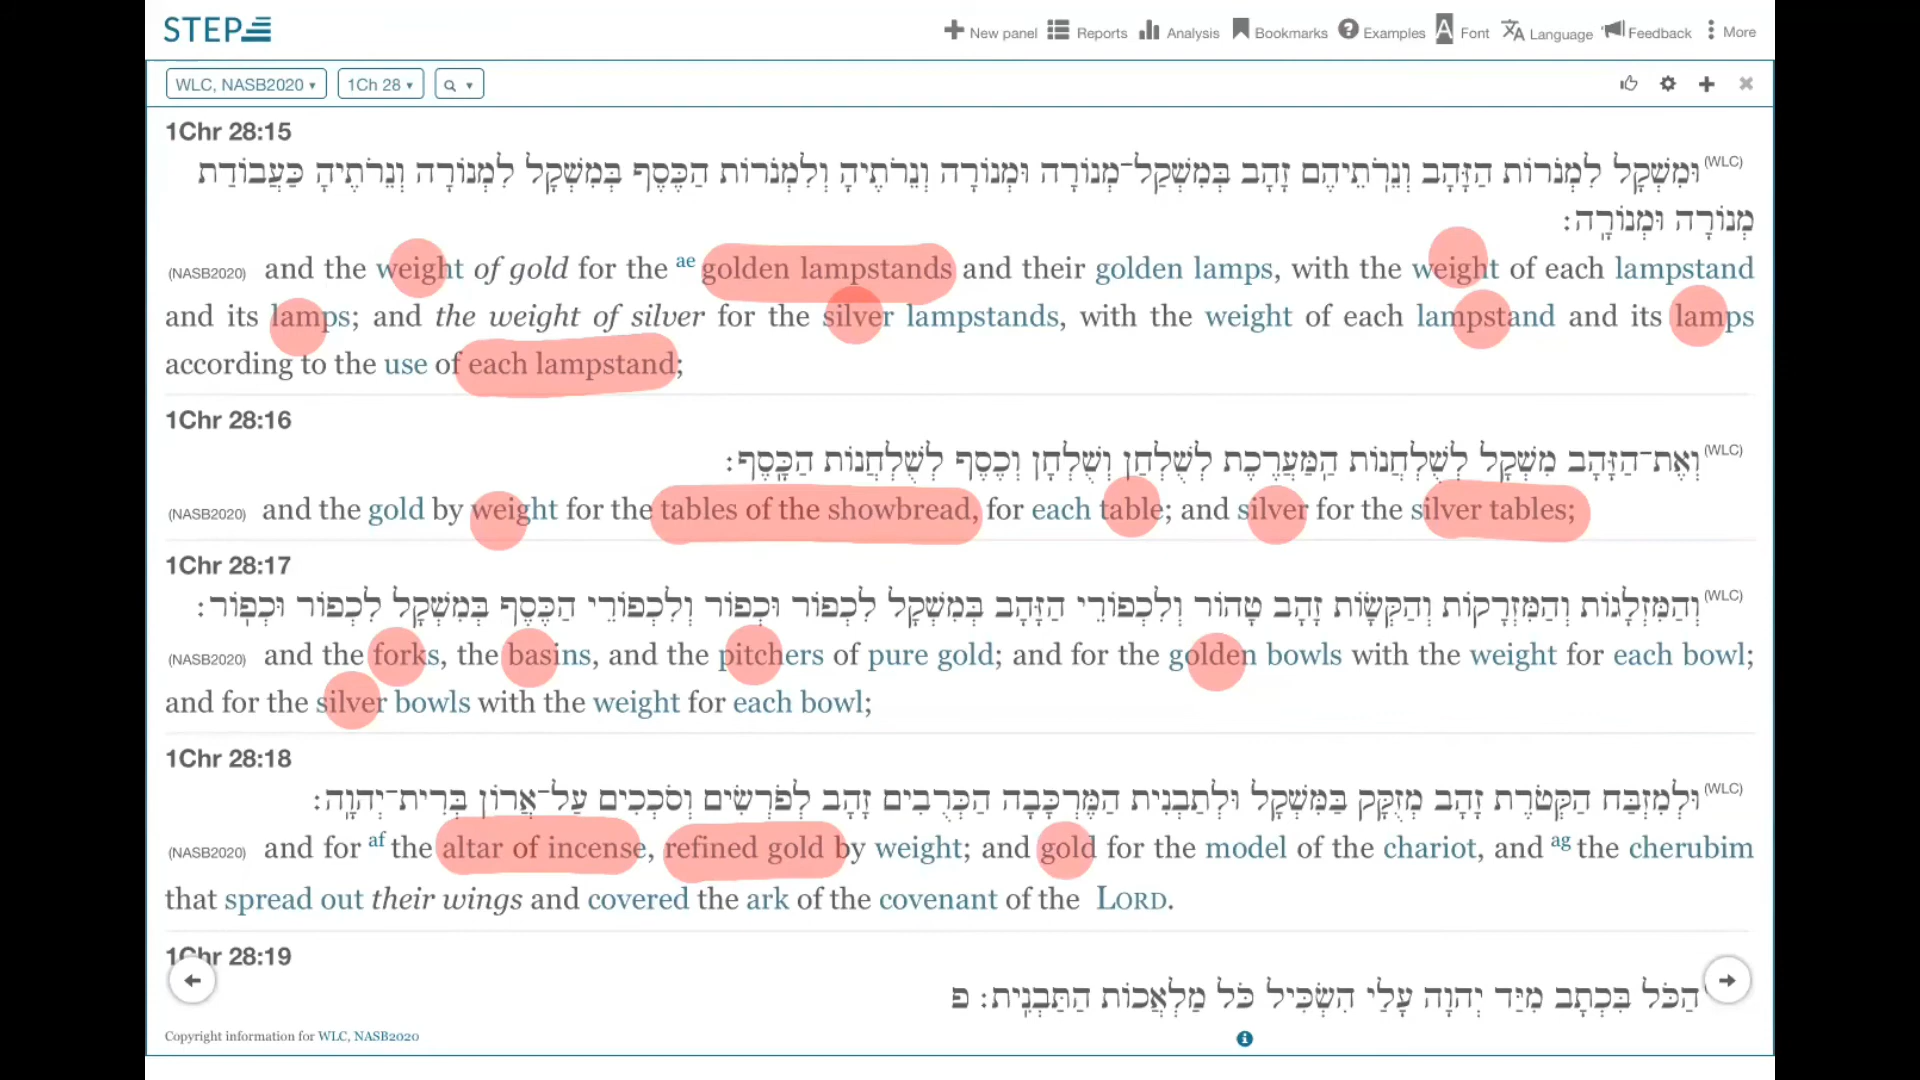 STEP
New panel Reports Analysis Bookmarks Examples A Font Language Feedback More
WLC, NASB2020 1Ch 28
1Chr 28:15
(WLC) וּמִשְׁקָל לִמְנֹרוֹת הַזָּהָב וְנֵרֹתֵיהֶם זָהָב בְּמִשְׁקַל־מְנוֹרָה וּמְנוֹרָה וְנֵרֹתֶיהָ וְלִמְנֹרוֹת הַכֶּסֶף בְּמִשְׁקָל לִמְנוֹרָה וְנֵרֹתֶיהָ כַּעֲבוֹדַת
מְנוֹרָה וּמְנוֹרָה׃
(NASB2020) and the weight of gold for the ae golden lampstands and their golden lamps, with the weight of each lampstand
and its lamps; and the weight of silver for the silver lampstands, with the weight of each lampstand and its lamps
according to the use of each lampstand;
1Chr 28:16
(WLC) וְאֶת־הַזָּהָב מִשְׁקָל לְשֻׁלְחֲנוֹת הַמַּעֲרֶכֶת לְשֻׁלְחַן וְשֻׁלְחָן וְכֶסֶף לְשֻׁלְחֲנוֹת הַכָּסֶף׃
(NASB2020) and the gold by weight for the tables of the showbread, for each table; and silver for the silver tables;
1Chr 28:17
(WLC) וְהַמִּזְלָגוֹת וְהַמִּזְרָקוֹת וְהַקְּשָׂוֺת זָהָב טָהוֹר וְלִכְפוֹרֵי הַזָּהָב בְּמִשְׁקָל לִכְפוֹר וּכְפוֹר וְלִכְפוֹרֵי הַכֶּסֶף בְּמִשְׁקָל לִכְפוֹר וּכְפוֹר׃
(NASB2020) and the forks, the basins, and the pitchers of pure gold; and for the golden bowls with the weight for each bowl;
and for the silver bowls with the weight for each bowl;
1Chr 28:18
(WLC) וּלְמִזְבַּח הַקְּטֹרֶת זָהָב מְזֻקָּק בַּמִּשְׁקָל וּלְתַבְנִית הַמֶּרְכָּבָה הַכְּרֻבִים זָהָב לְפֹרְשִׂים וְסֹכְכִים עַל־אֲרוֹן בְּרִית־יְהוָה׃
(NASB2020) and for af the altar of incense, refined gold by weight; and gold for the model of the chariot, and ag the cherubim
that spread out their wings and covered the ark of the covenant of the LORD.
1Chr 28:19
הַכֹּל בִּכְתָב מִיַּד יְהוָה עָלַי הִשְׂכִּיל כֹּל מַלְאֲכוֹת הַתַּבְנִית׃ פ
Copyright information for WLC, NASB2020